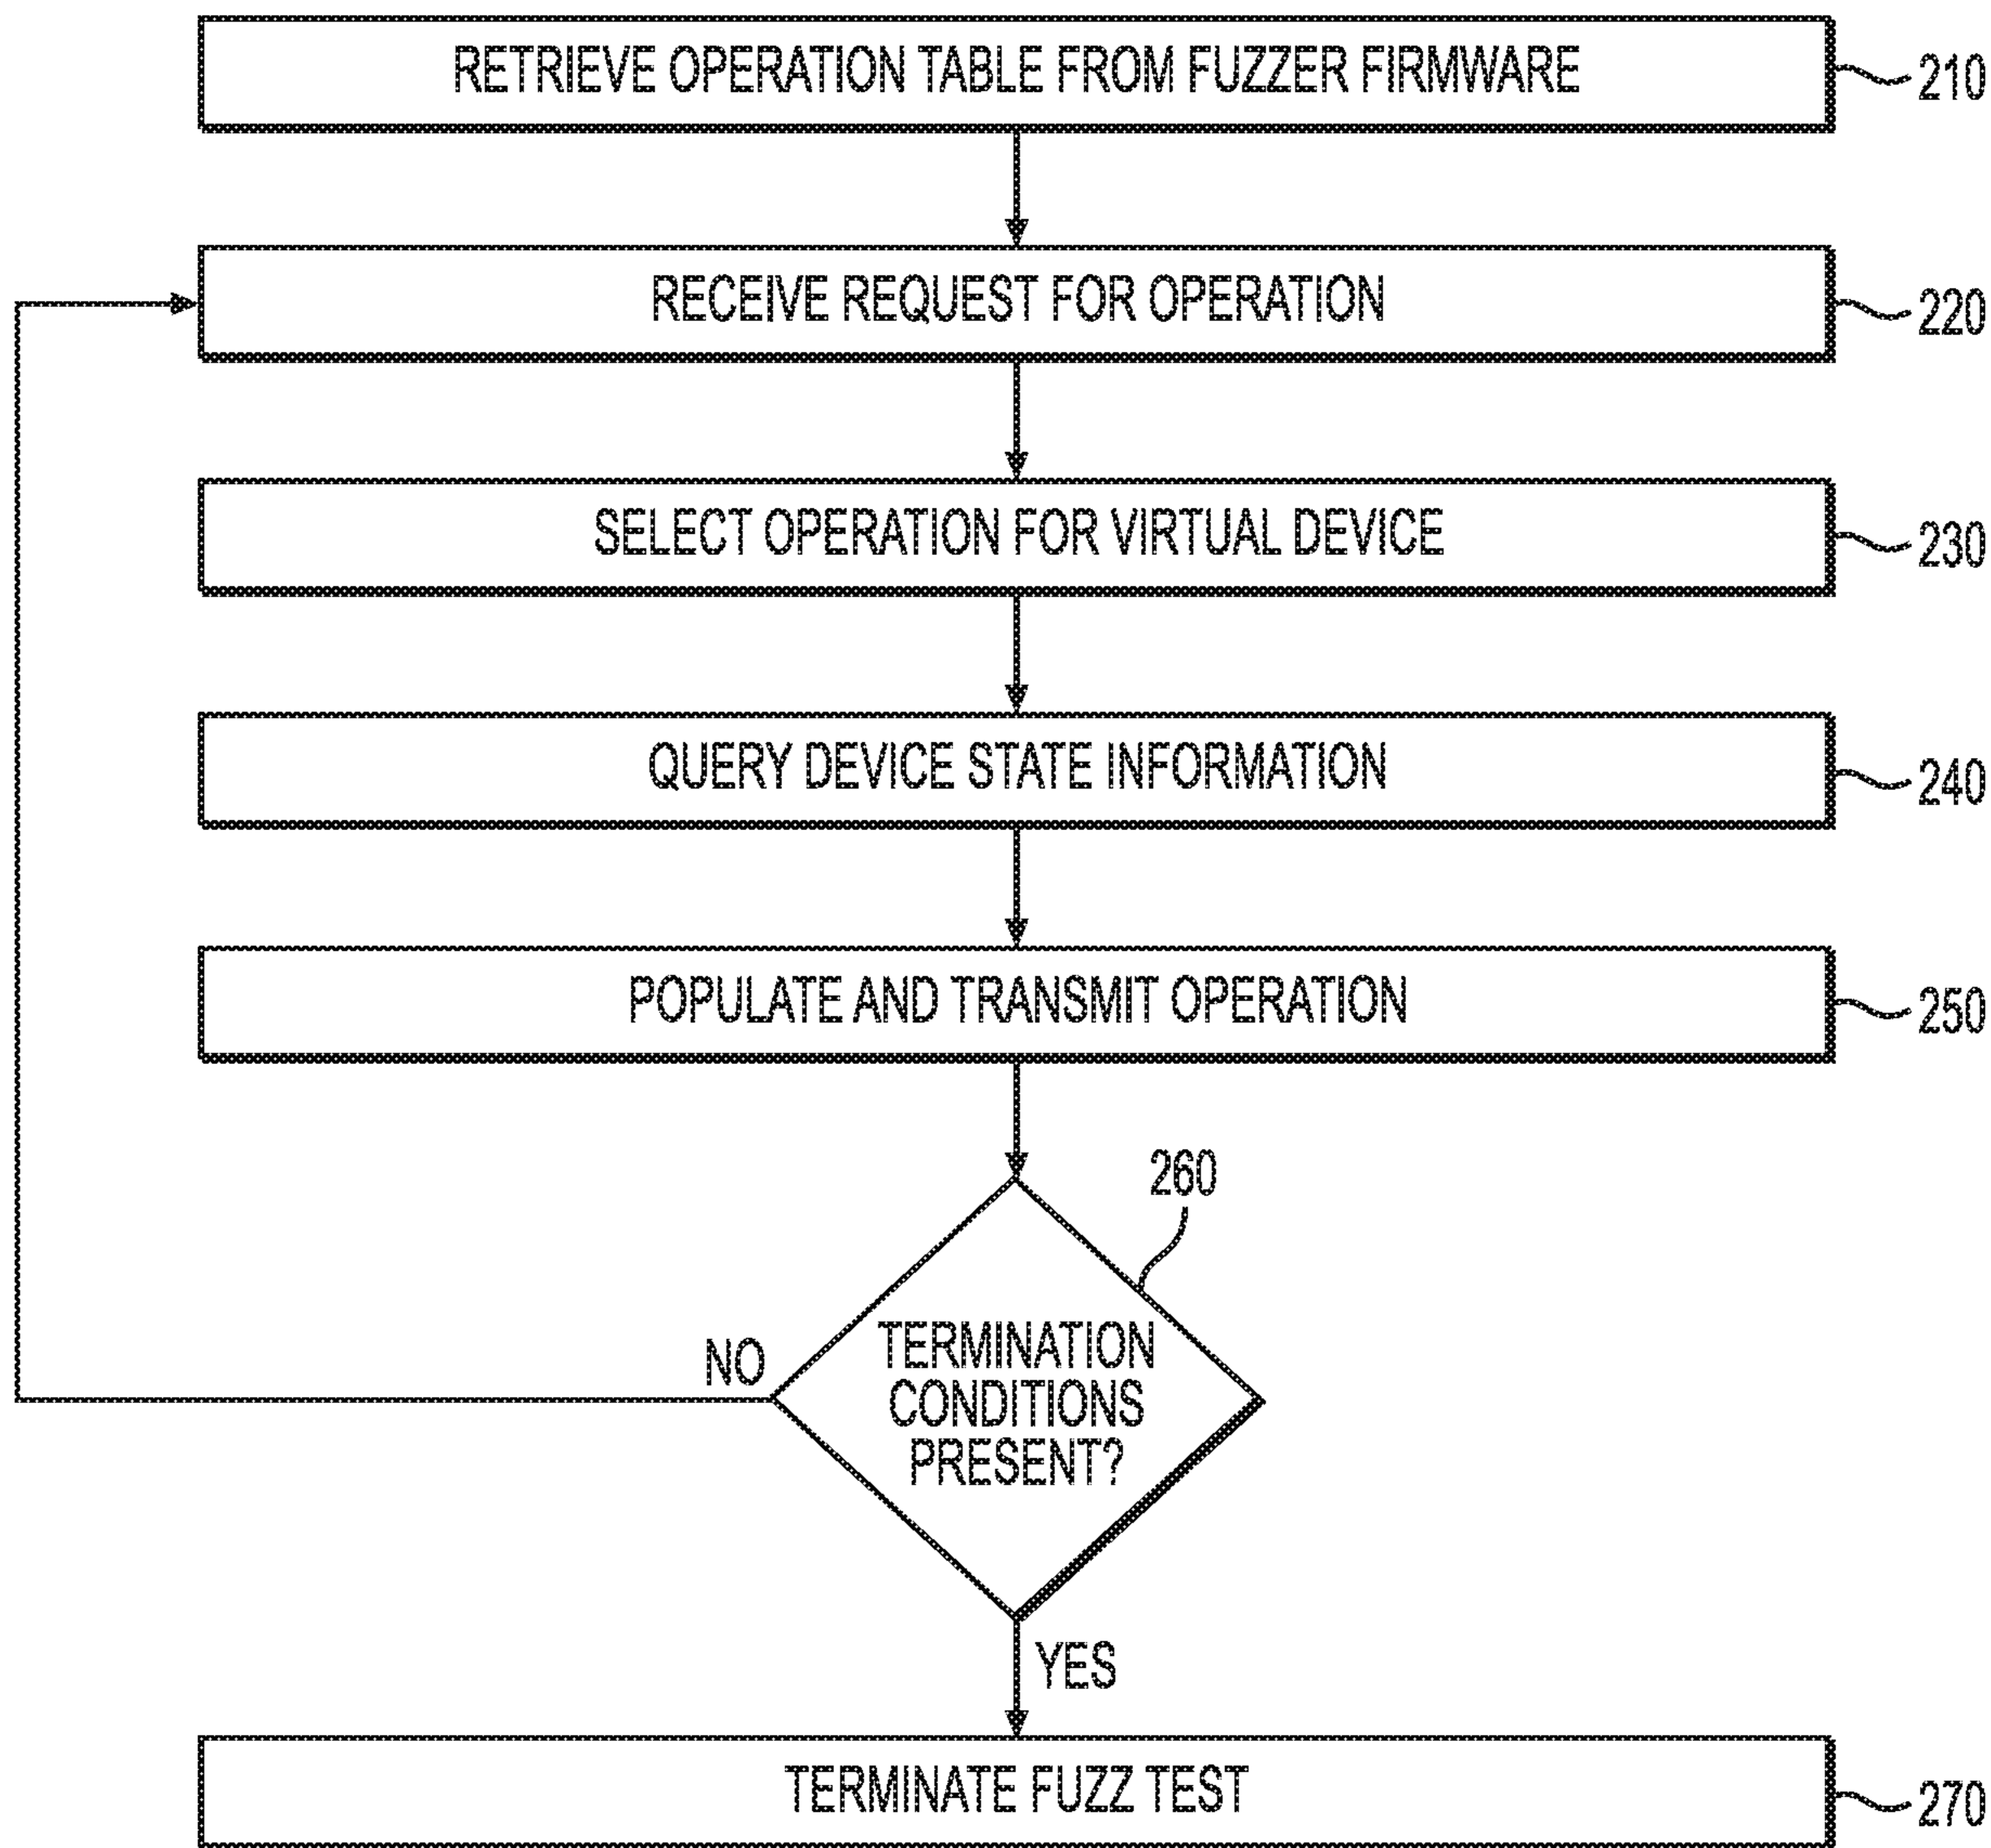 RETRIEVE OPERATION TABLE FROM FUZZER FIRMWARE
210
RECEIVE REQUEST FOR OPERATION
220
SELECT OPERATION FOR VIRTUAL DEVICE
230
QUERY DEVICE STATE INFORMATION
240
POPULATE AND TRANSMIT OPERATION
250
260
TERMINATION
CONDITIONS
PRESENT?
NO
YES
TERMINATE FUZZ TEST
270